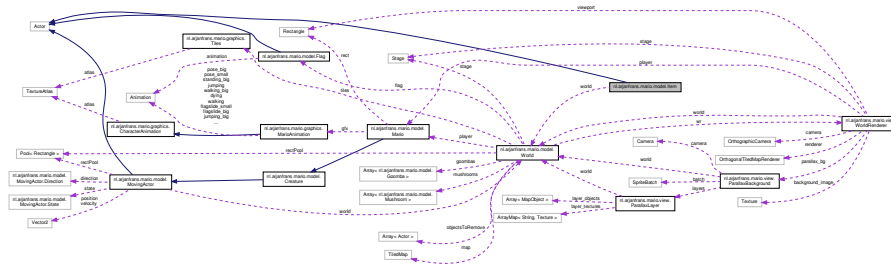 viewport
Actor
Rectangle
nl.arjanfrans.mario.graphics.
Tiles
stage
nl.arjanfrans.mario.model.Flag
animation
rect
Stage
player
stage
pose_big
pose_small
standing_big
jumping
walking_big
dying
walking
flagslide_small
flagslide_big
jumping
...
atlas
TextureAtlas
Animation
flag
tiles
world
nl.arjanfrans.mario.model.Item
atlas
nl.arjanfrans.mario.graphics.
CharacterAnimation
nl.arjanfrans.mario.graphics.
MarioAnimation
gfx
nl.arjanfrans.mario.model.
Mario
player
world
wr
nl.arjanfrans.mario.view.
WorldRenderer
camera
OrthographicCamera
Camera
camera
renderer
Pool< Rectangle >
rectPool
nl.arjanfrans.mario.model.
World
OrthogonalTiledMapRenderer
rectPool
goombas
world
parallax_bg
nl.arjanfrans.mario.model.
MovingActor.Direction
direction
nl.arjanfrans.mario.model.
MovingActor
nl.arjanfrans.mario.model.
Creature
Array< nl.arjanfrans.mario.model.
Goomba >
mushrooms
world
SpriteBatch
batch
nl.arjanfrans.mario.view.
ParallaxBackground
background_image
state
nl.arjanfrans.mario.model.
MovingActor.State
position
velocity
Array< nl.arjanfrans.mario.model.
Mushroom >
layers
Array< MapObject >
layer_objects
nl.arjanfrans.mario.view.
ParallaxLayer
Texture
Vector2
world
ArrayMap< String, Texture >
layer_textures
objectsToRemove
Array< Actor >
map
TiledMap